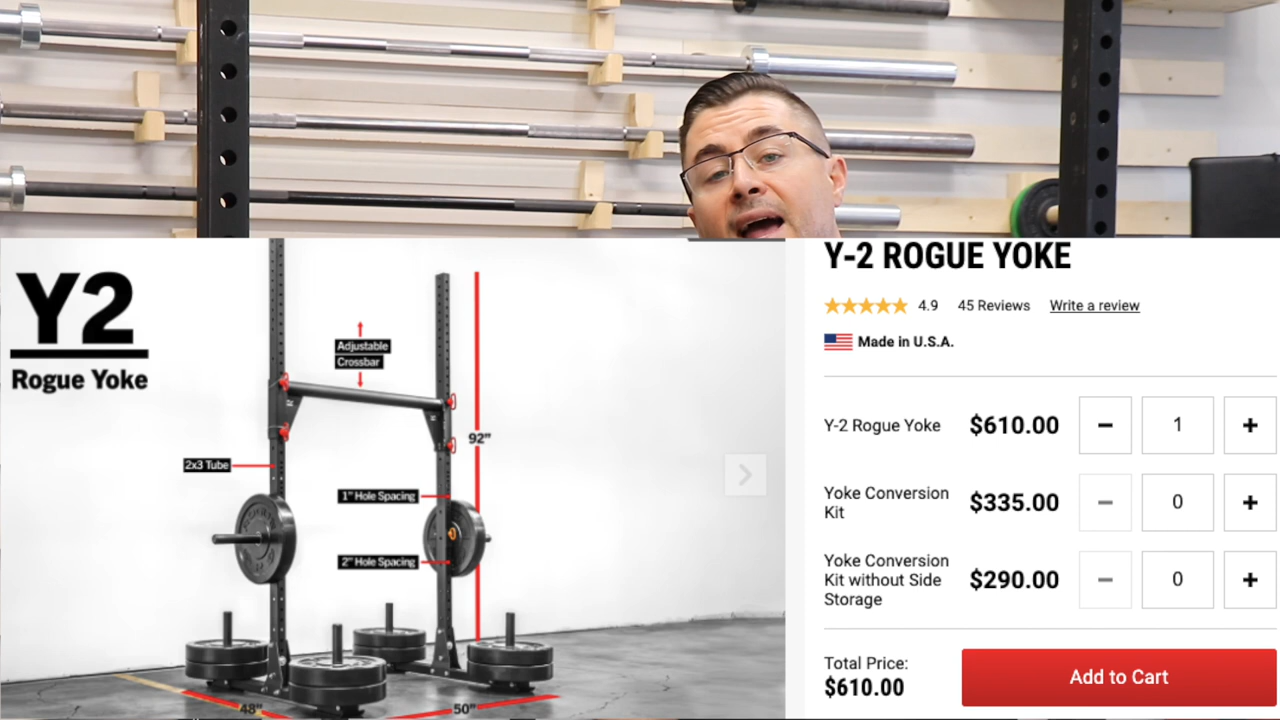 Y-2 ROGUE YOKE
4.9 45 Reviews Write a review
Made in U.S.A.
Y2
Rogue Yoke
Adjustable
Crossbar
92"
2x3 Tube
1" Hole Spacing
2" Hole Spacing
48"
50"
Y-2 Rogue Yoke $610.00 − 1 +
Yoke Conversion
Kit $335.00 − 0 +
Yoke Conversion
Kit without Side
Storage $290.00 − 0 +
Total Price:
$610.00
Add to Cart